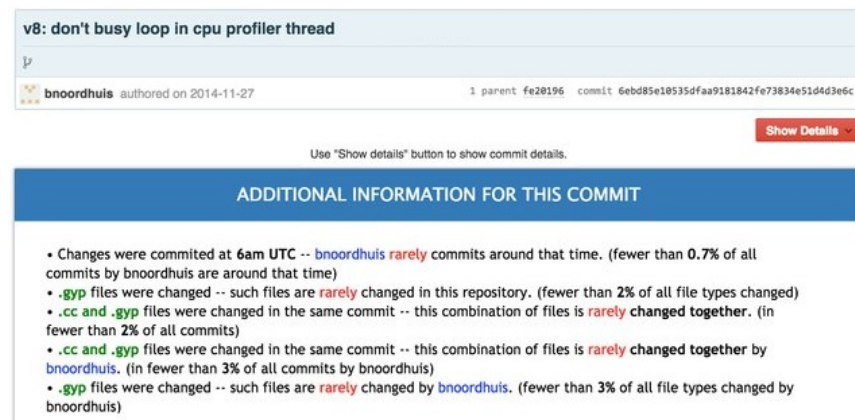 v8: don't busy loop in cpu profiler thread
bnoordhuis authored on 2014-11-27 1 parent fe20196 commit 6ebd85e10535dfaa9181842fe73834e51d4d3e6c
Show Details
Use "Show details" button to show commit details.
ADDITIONAL INFORMATION FOR THIS COMMIT
• Changes were commited at 6am UTC -- bnoordhuis rarely commits around that time. (fewer than 0.7% of all
commits by bnoordhuis are around that time)
• .gyp files were changed -- such files are rarely changed in this repository. (fewer than 2% of all file types changed)
• .cc and .gyp files were changed in the same commit -- this combination of files is rarely changed together. (in
fewer than 2% of all commits)
• .cc and .gyp files were changed in the same commit -- this combination of files is rarely changed together by
bnoordhuis. (in fewer than 3% of all commits by bnoordhuis)
• .gyp files were changed -- such files are rarely changed by bnoordhuis. (fewer than 3% of all file types changed by
bnoordhuis)